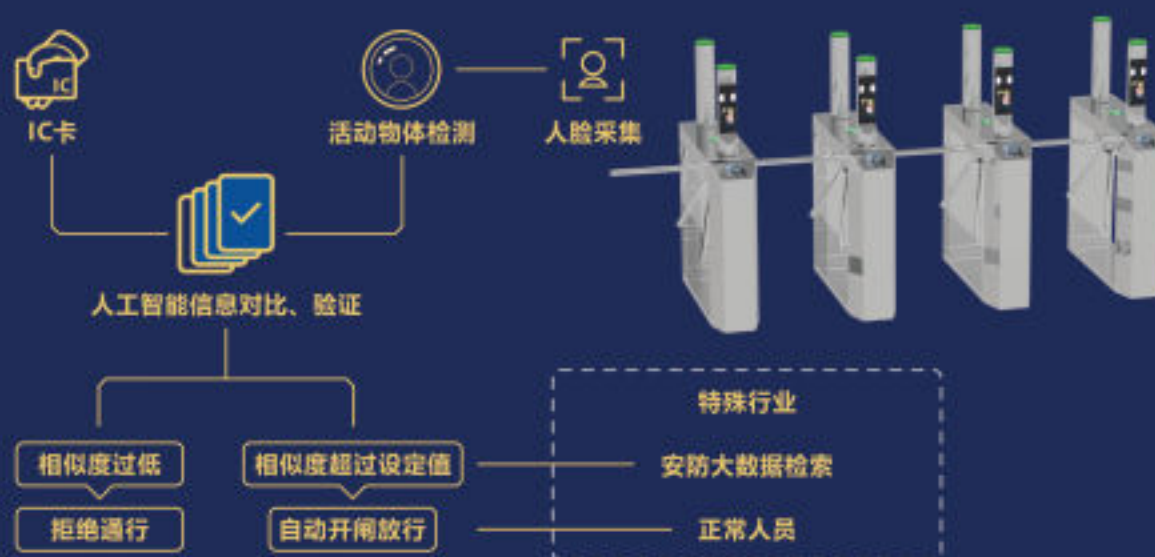 IC
IC卡
活动物体检测
人脸采集
人工智能信息对比、验证
特殊行业
相似度过低
相似度超过设定值
安防大数据检索
拒绝通行
自动开闸放行
正常人员